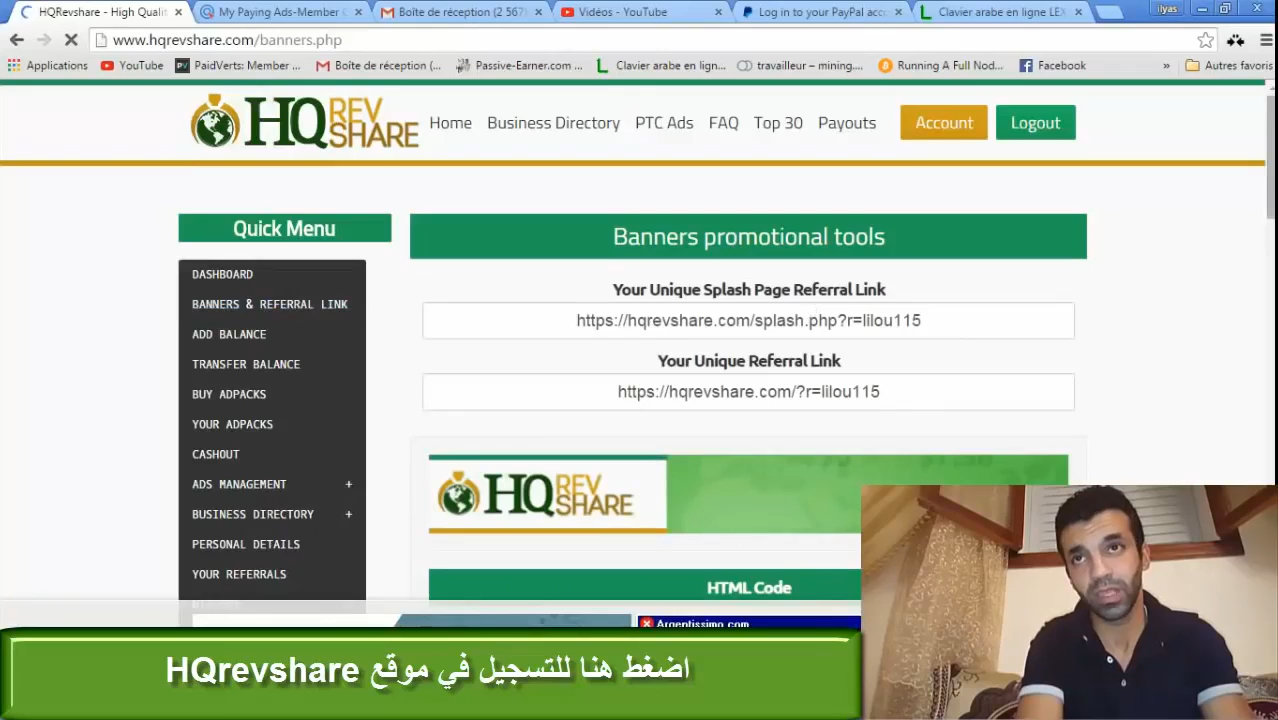 HQRevshare - High Qualit
My Paying Ads-Member C
Boîte de réception (2 567)
Vidéos - YouTube
Log in to your PayPal acco
Clavier arabe en ligne LEX
ilyas
www.hqrevshare.com/banners.php
Applications
YouTube
PaidVerts: Member ...
Boîte de réception (...
Passive-Earner.com ...
Clavier arabe en lign...
travailleur – mining....
Running A Full Nod...
Facebook
»
Autres favoris
HQ REV SHARE
Home
Business Directory
PTC Ads
FAQ
Top 30
Payouts
Account
Logout
Quick Menu
DASHBOARD
BANNERS & REFERRAL LINK
ADD BALANCE
TRANSFER BALANCE
BUY ADPACKS
YOUR ADPACKS
CASHOUT
ADS MANAGEMENT +
BUSINESS DIRECTORY +
PERSONAL DETAILS
YOUR REFERRALS
Banners promotional tools
Your Unique Splash Page Referral Link
https://hqrevshare.com/splash.php?r=lilou115
Your Unique Referral Link
https://hqrevshare.com/?r=lilou115
HQ REV SHARE
HTML Code
Argentissimo.com
اضغط هنا للتسجيل في موقع HQrevshare